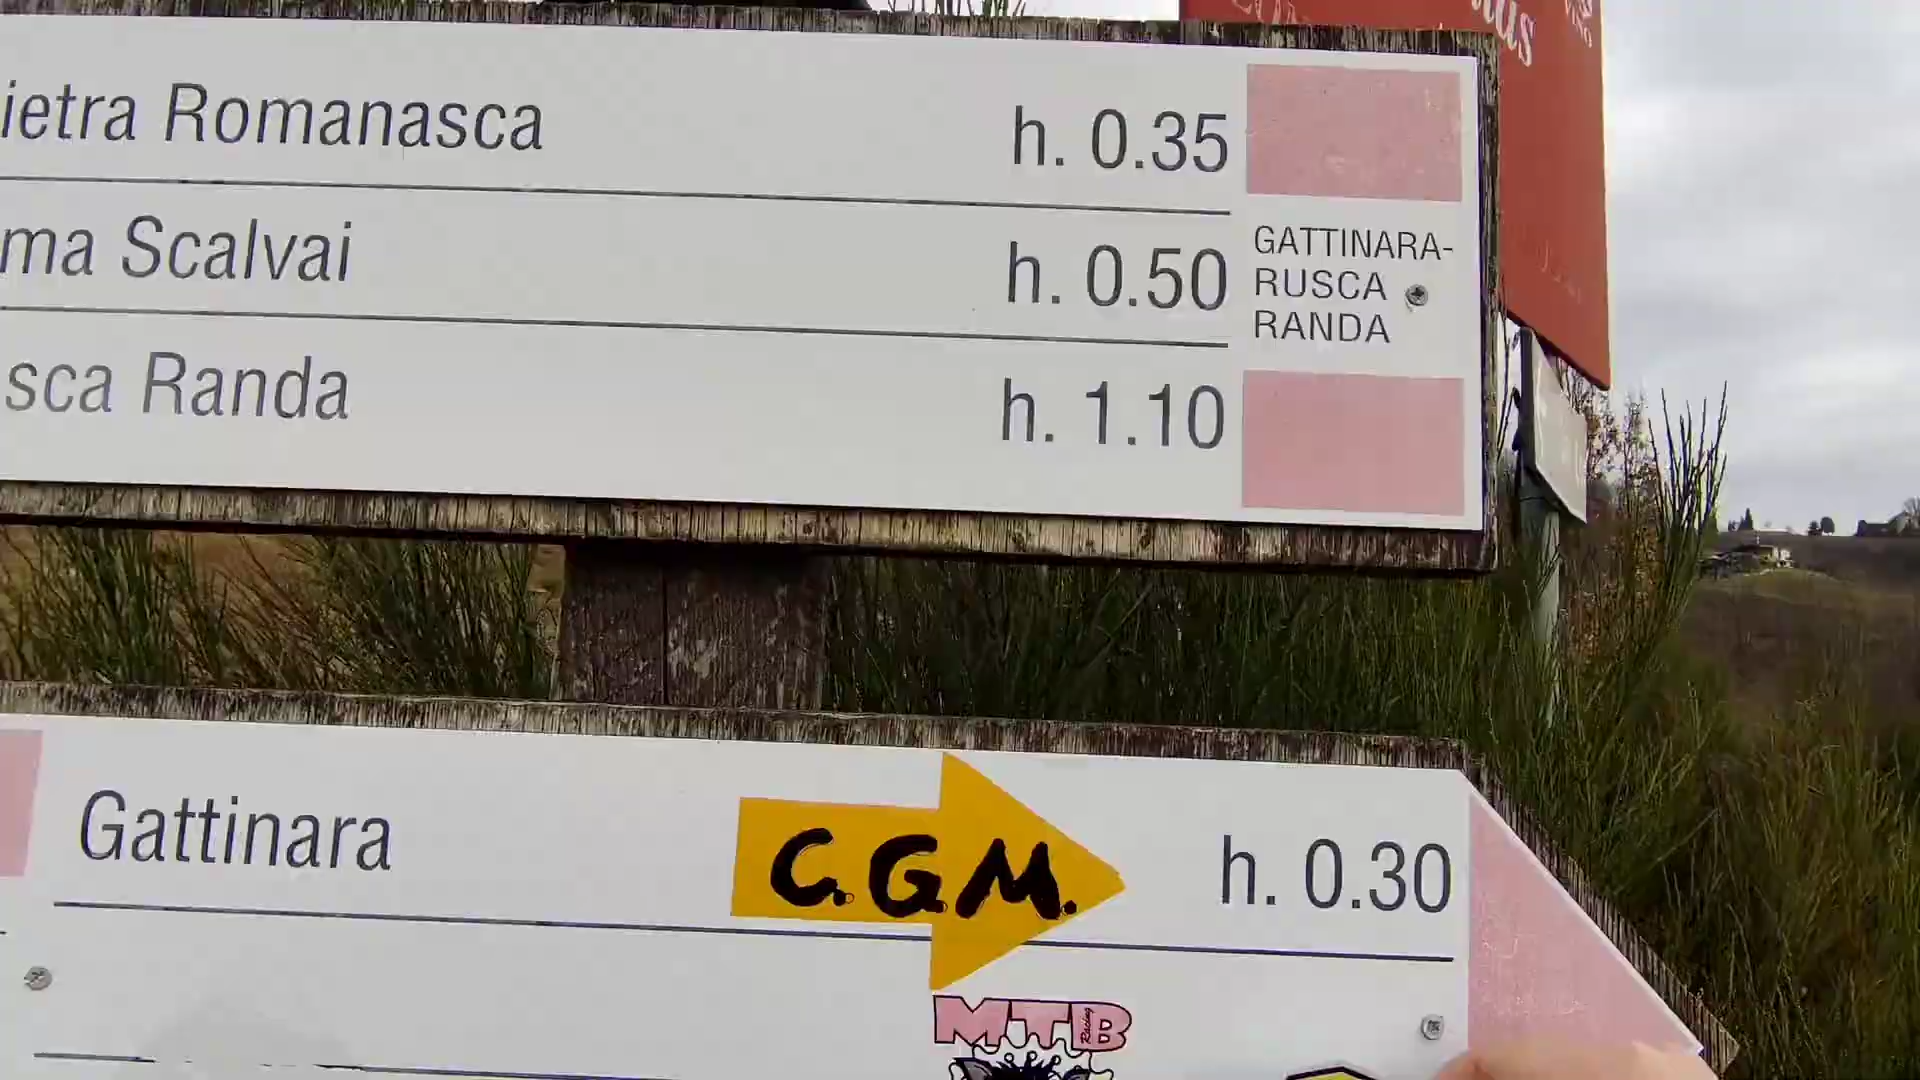 ietra Romanasca h. 0.35
ma Scalvai h. 0.50
sca Randa h. 1.10
GATTINARA-
RUSCA
RANDA
Gattinara C.G.M. h. 0.30
MTB
Racing